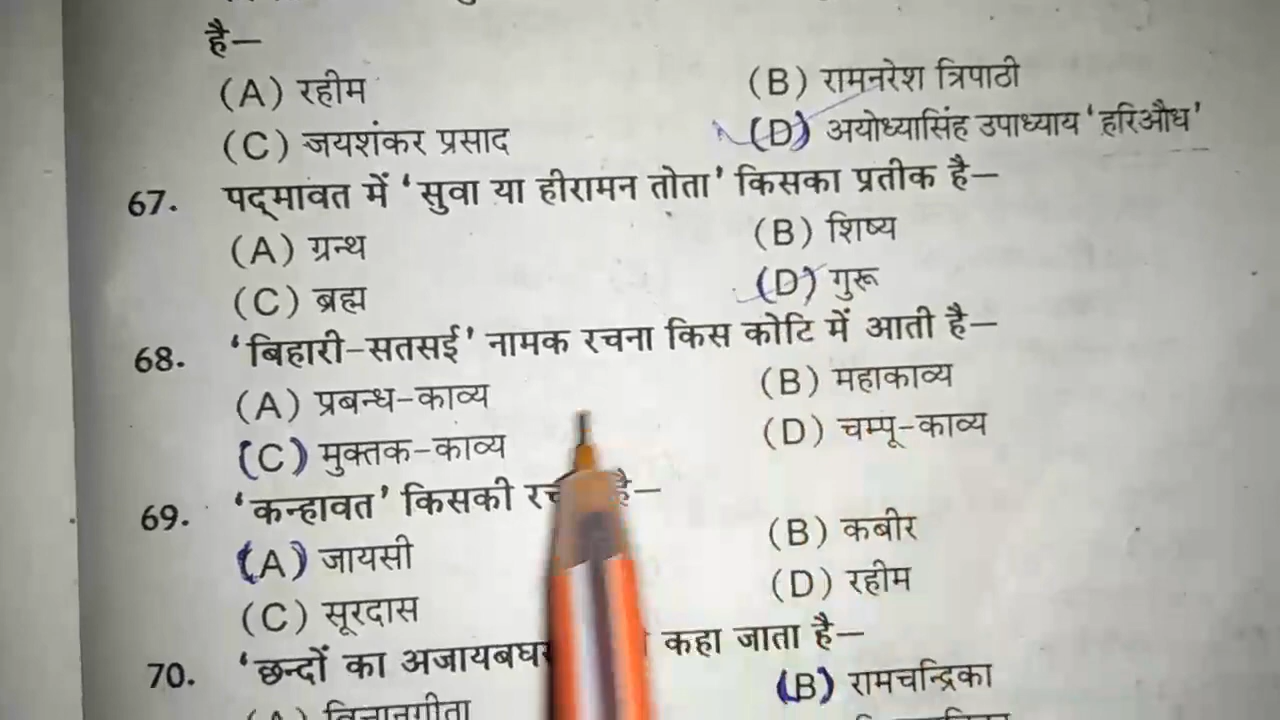 है—
(A) रहीम (B) रामनरेश त्रिपाठी
(C) जयशंकर प्रसाद (D) अयोध्यासिंह उपाध्याय ‘हरिऔध’
67. पद्मावत में ‘सुवा या हीरामन तोता’ किसका प्रतीक है—
(A) ग्रन्थ (B) शिष्य
(C) ब्रह्म (D) गुरू
68. ‘बिहारी-सतसई’ नामक रचना किस कोटि में आती है—
(A) प्रबन्ध-काव्य (B) महाकाव्य
(C) मुक्तक-काव्य (D) चम्पू-काव्य
69. ‘कन्हावत’ किसकी है—
(A) जायसी (B) कबीर
(C) सूरदास (D) रहीम
70. ‘छन्दों का कहा जाता है—
(A) विज्ञानगीता (B) रामचन्द्रिका